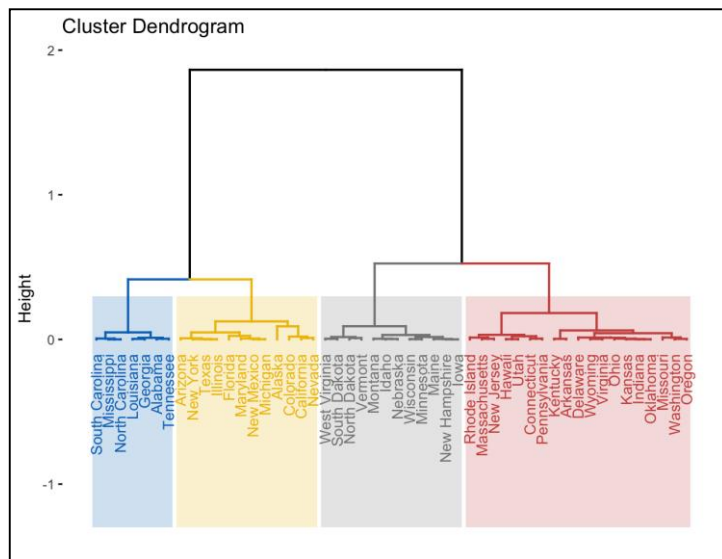 Cluster Dendrogram
2
1
0
-1
Height
South Carolina
Mississippi
North Carolina
Louisiana
Georgia
Alabama
Tennessee
Arizona
New York
Texas
Illinois
Florida
Maryland
New Mexico
Michigan
Alaska
Colorado
California
Nevada
West Virginia
South Dakota
North Dakota
Vermont
Montana
Idaho
Nebraska
Wisconsin
Minnesota
Maine
New Hampshire
Iowa
Rhode Island
Massachusetts
New Jersey
Hawaii
Utah
Connecticut
Pennsylvania
Kentucky
Arkansas
Delaware
Wyoming
Virginia
Ohio
Kansas
Indiana
Oklahoma
Missouri
Washington
Oregon